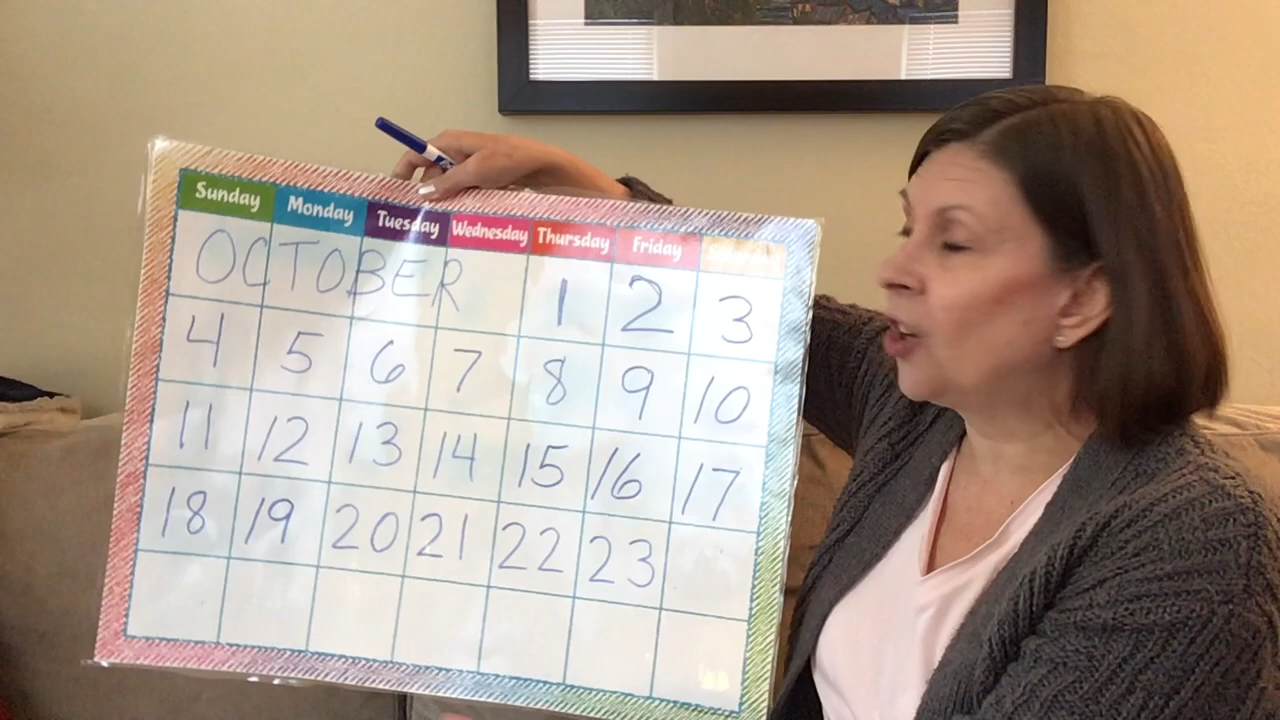 Sunday Monday Tuesday Wednesday Thursday Friday Saturday
OCTOBER 1 2 3
4 5 6 7 8 9 10
11 12 13 14 15 16 17
18 19 20 21 22 23